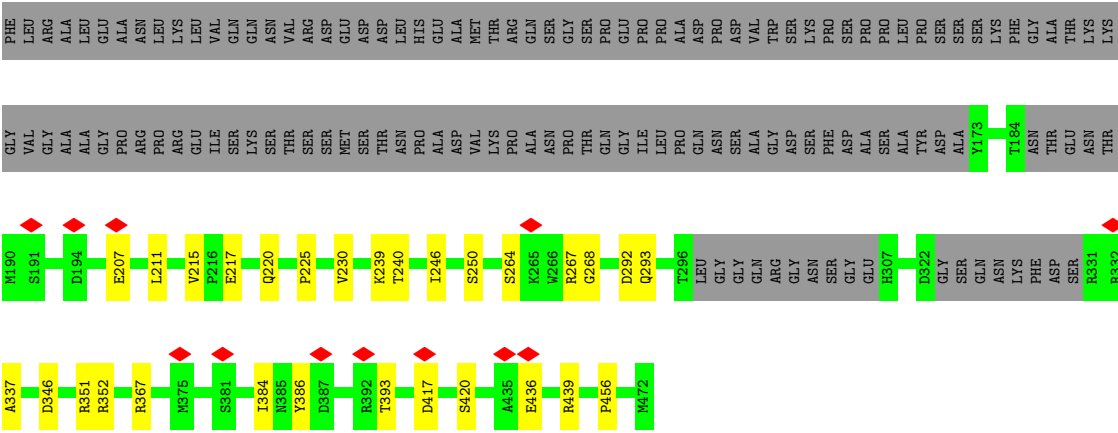 PHE LEU ARG ALA LEU GLU ALA ASN LEU LYS LEU VAL GLN GLN ASN VAL ARG ASP GLU ASP ASP LEU HIS GLU ALA MET THR ARG GLN SER GLY SER PRO GLU PRO PRO ALA ASP PRO ASP VAL TRP SER LYS PRO SER PRO PRO LEU PRO SER SER SER LYS PHE GLY ALA THR LYS LYS
GLY VAL GLY ALA ALA GLY PRO ARG PRO ARG GLU ILE SER LYS SER THR SER SER MET SER THR ASN PRO ALA ASP VAL LYS PRO ALA ASN PRO THR GLN GLY ILE LEU PRO GLN ASN SER ALA GLY ASP SER PHE ASP ALA SER ALA TYR ASP ALA Y173 T184 ASN THR GLU ASN THR
M190 S191 D194 E207 L211 V215 P216 E217 Q220 P225 V230 K239 T240 I246 S250 S264 K265 W266 R267 G268 D292 Q293 T296 LEU GLY GLY GLN ARG GLY ASN SER GLY GLU H307 D322 GLY SER GLN ASN LYS PHE ASP SER R331 R332
A337 D346 R351 R352 R367 M375 S381 I384 N385 Y386 D387 R392 T393 D417 S420 A435 E436 R439 P456 M472